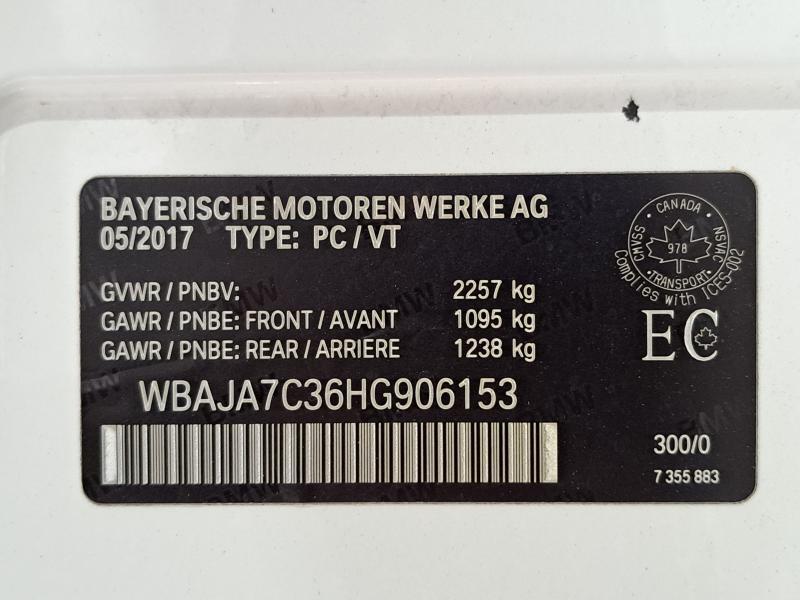 BAYERISCHE MOTOREN WERKE AG
05/2017 TYPE: PC / VT
GVWR / PNBV: 2257 kg
GAWR / PNBE: FRONT / AVANT 1095 kg
GAWR / PNBE: REAR / ARRIERE 1238 kg
WBAJA7C36HG906153
CANADA
CMVSS 978 NSVAC
TRANSPORT
Complies with ICES-002
EC
300/0
7 355 883